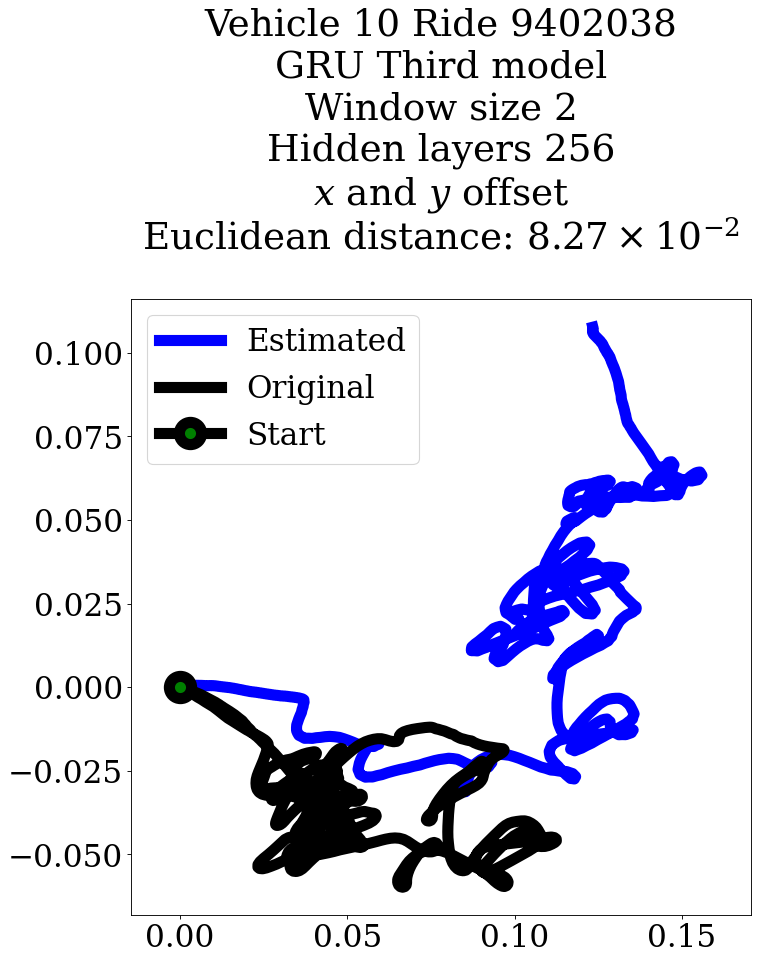 Vehicle 10 Ride 9402038
GRU Third model
Window size 2
Hidden layers 256
x and y offset
Euclidean distance: 8.27 × 10⁻²
Estimated
Original
Start
0.100
0.075
0.050
0.025
0.000
−0.025
−0.050
0.00 0.05 0.10 0.15